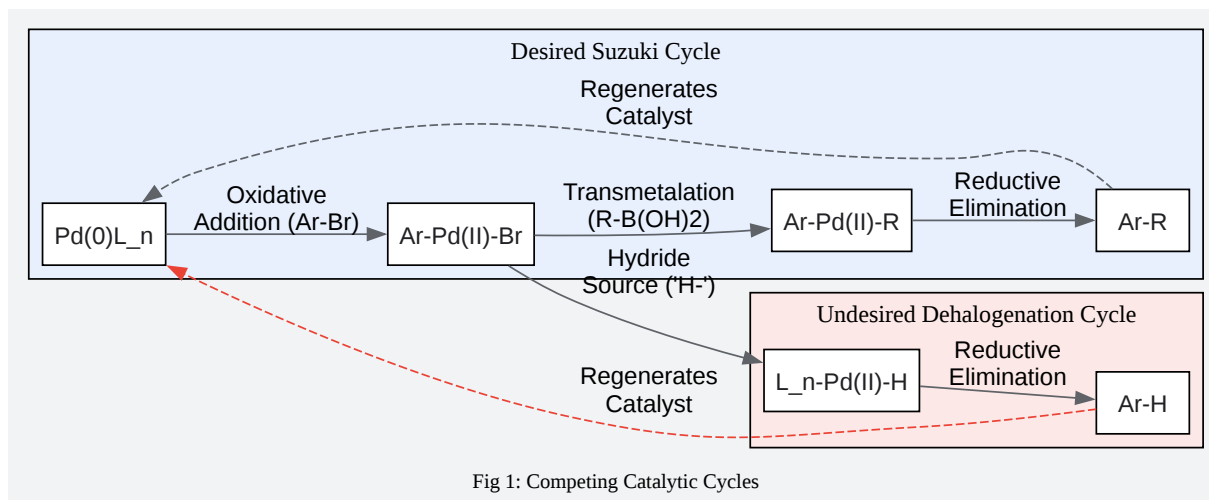 Desired Suzuki Cycle
Regenerates
Catalyst
Oxidative
Addition (Ar-Br)
Transmetalation
(R-B(OH)2)
Reductive
Elimination
Pd(0)L_n
Ar-Pd(II)-Br
Ar-Pd(II)-R
Ar-R
Hydride
Source ('H-')
Undesired Dehalogenation Cycle
Reductive
Elimination
L_n-Pd(II)-H
Ar-H
Regenerates
Catalyst
Fig 1: Competing Catalytic Cycles